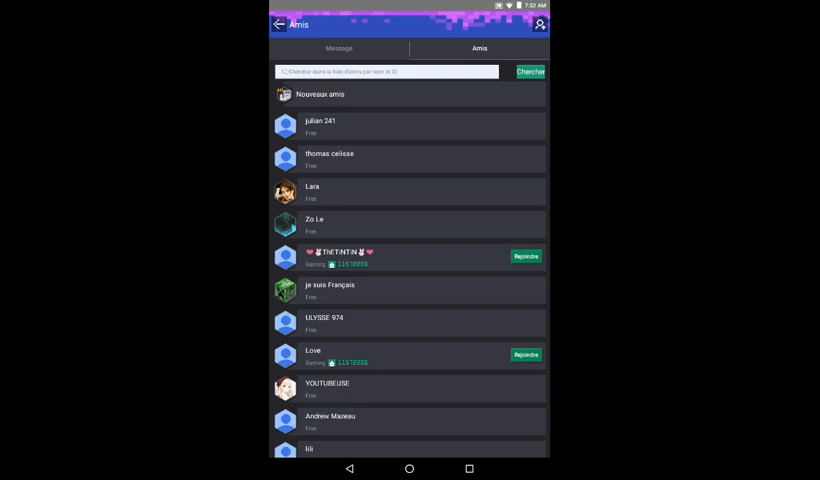 7:52 AM
Amis
Message
Amis
Chercher dans la liste d'amis par nom et ID
Chercher
Nouveaux amis
julian 241
Free
thomas celisse
Free
Lara
Free
Zo Le
Free
❤🐰ThETiNTiN🐰❤
Gaming 11572206
Rejoindre
je suis Français
Free
ULYSSE 974
Free
Love
Gaming 11572206
Rejoindre
YOUTUBEUSE
Free
Andrew Mazeau
Free
lili